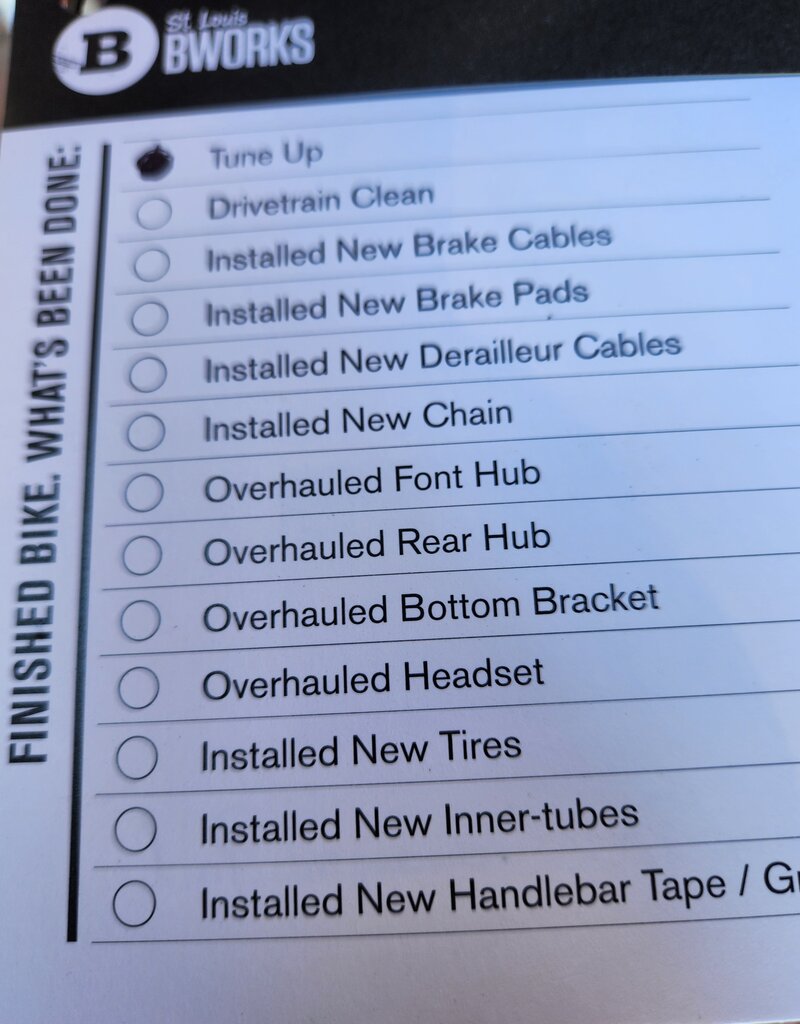 B
St. Louis
BWORKS
FINISHED BIKE. WHAT'S BEEN DONE:
Tune Up
Drivetrain Clean
Installed New Brake Cables
Installed New Brake Pads
Installed New Derailleur Cables
Installed New Chain
Overhauled Font Hub
Overhauled Rear Hub
Overhauled Bottom Bracket
Overhauled Headset
Installed New Tires
Installed New Inner-tubes
Installed New Handlebar Tape /